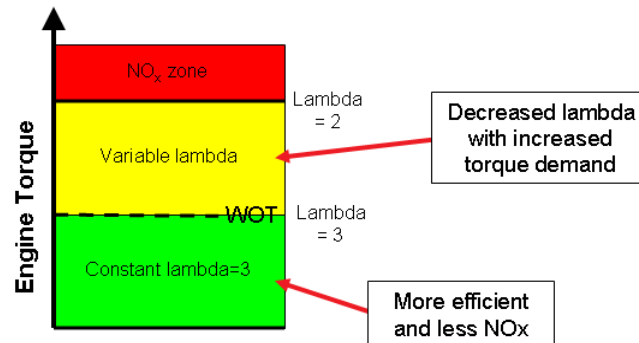 Engine Torque
NOx zone
Lambda
= 2
Variable lambda
Decreased lambda
with increased
torque demand
WOT
Lambda
= 3
Constant lambda=3
More efficient
and less NOx